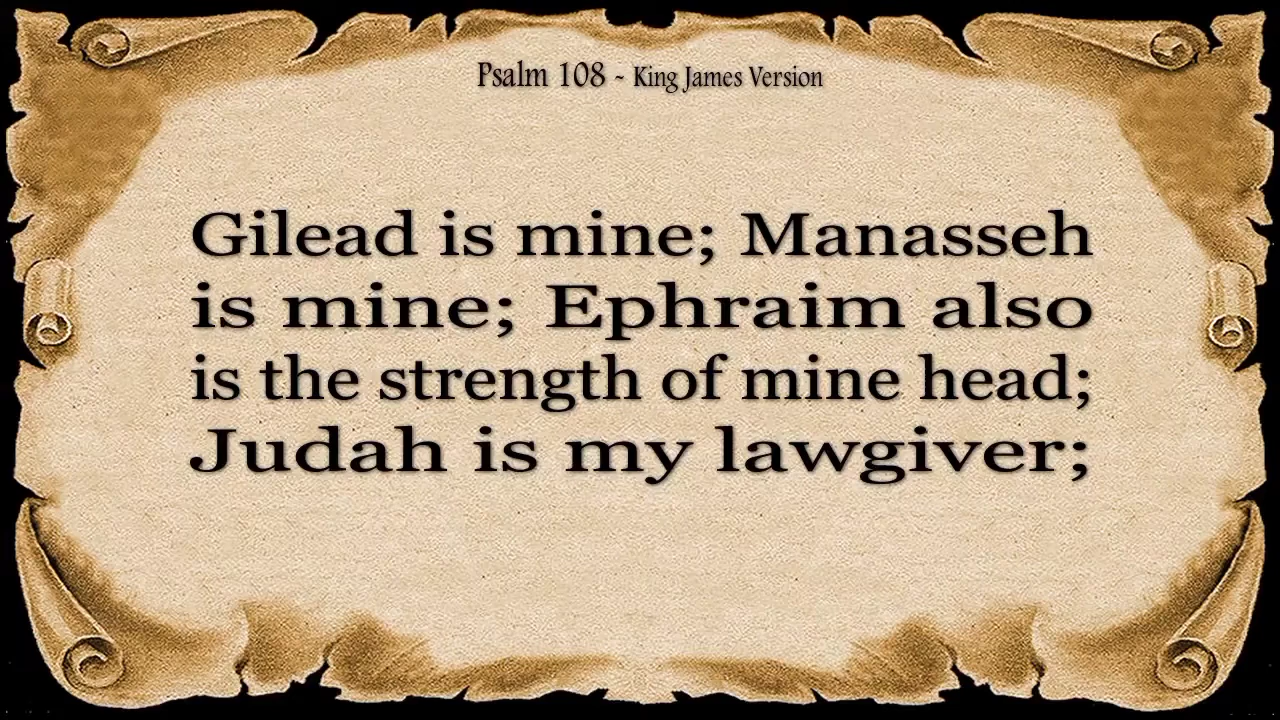 Psalm 108 - King James Version
Gilead is mine; Manasseh
is mine; Ephraim also
is the strength of mine head;
Judah is my lawgiver;